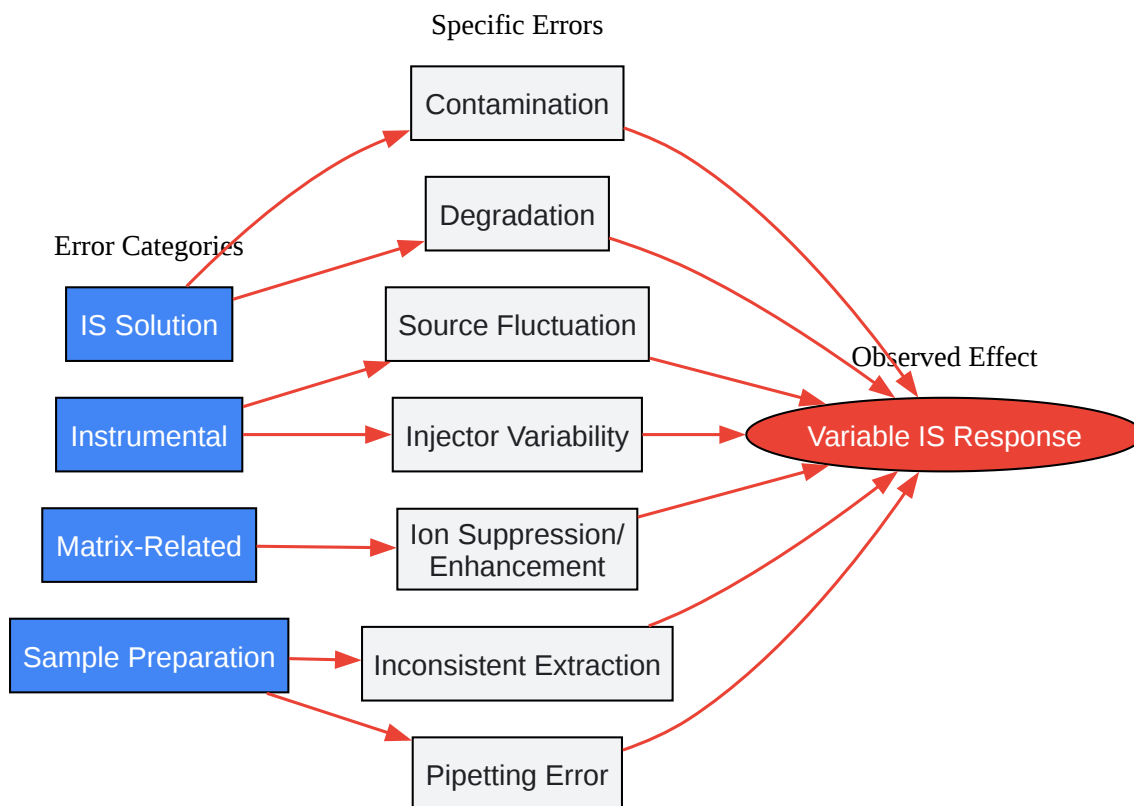 Specific Errors
Contamination
Degradation
Error Categories
IS Solution
Source Fluctuation
Observed Effect
Instrumental
Injector Variability
Variable IS Response
Matrix-Related
Ion Suppression/
Enhancement
Sample Preparation
Inconsistent Extraction
Pipetting Error